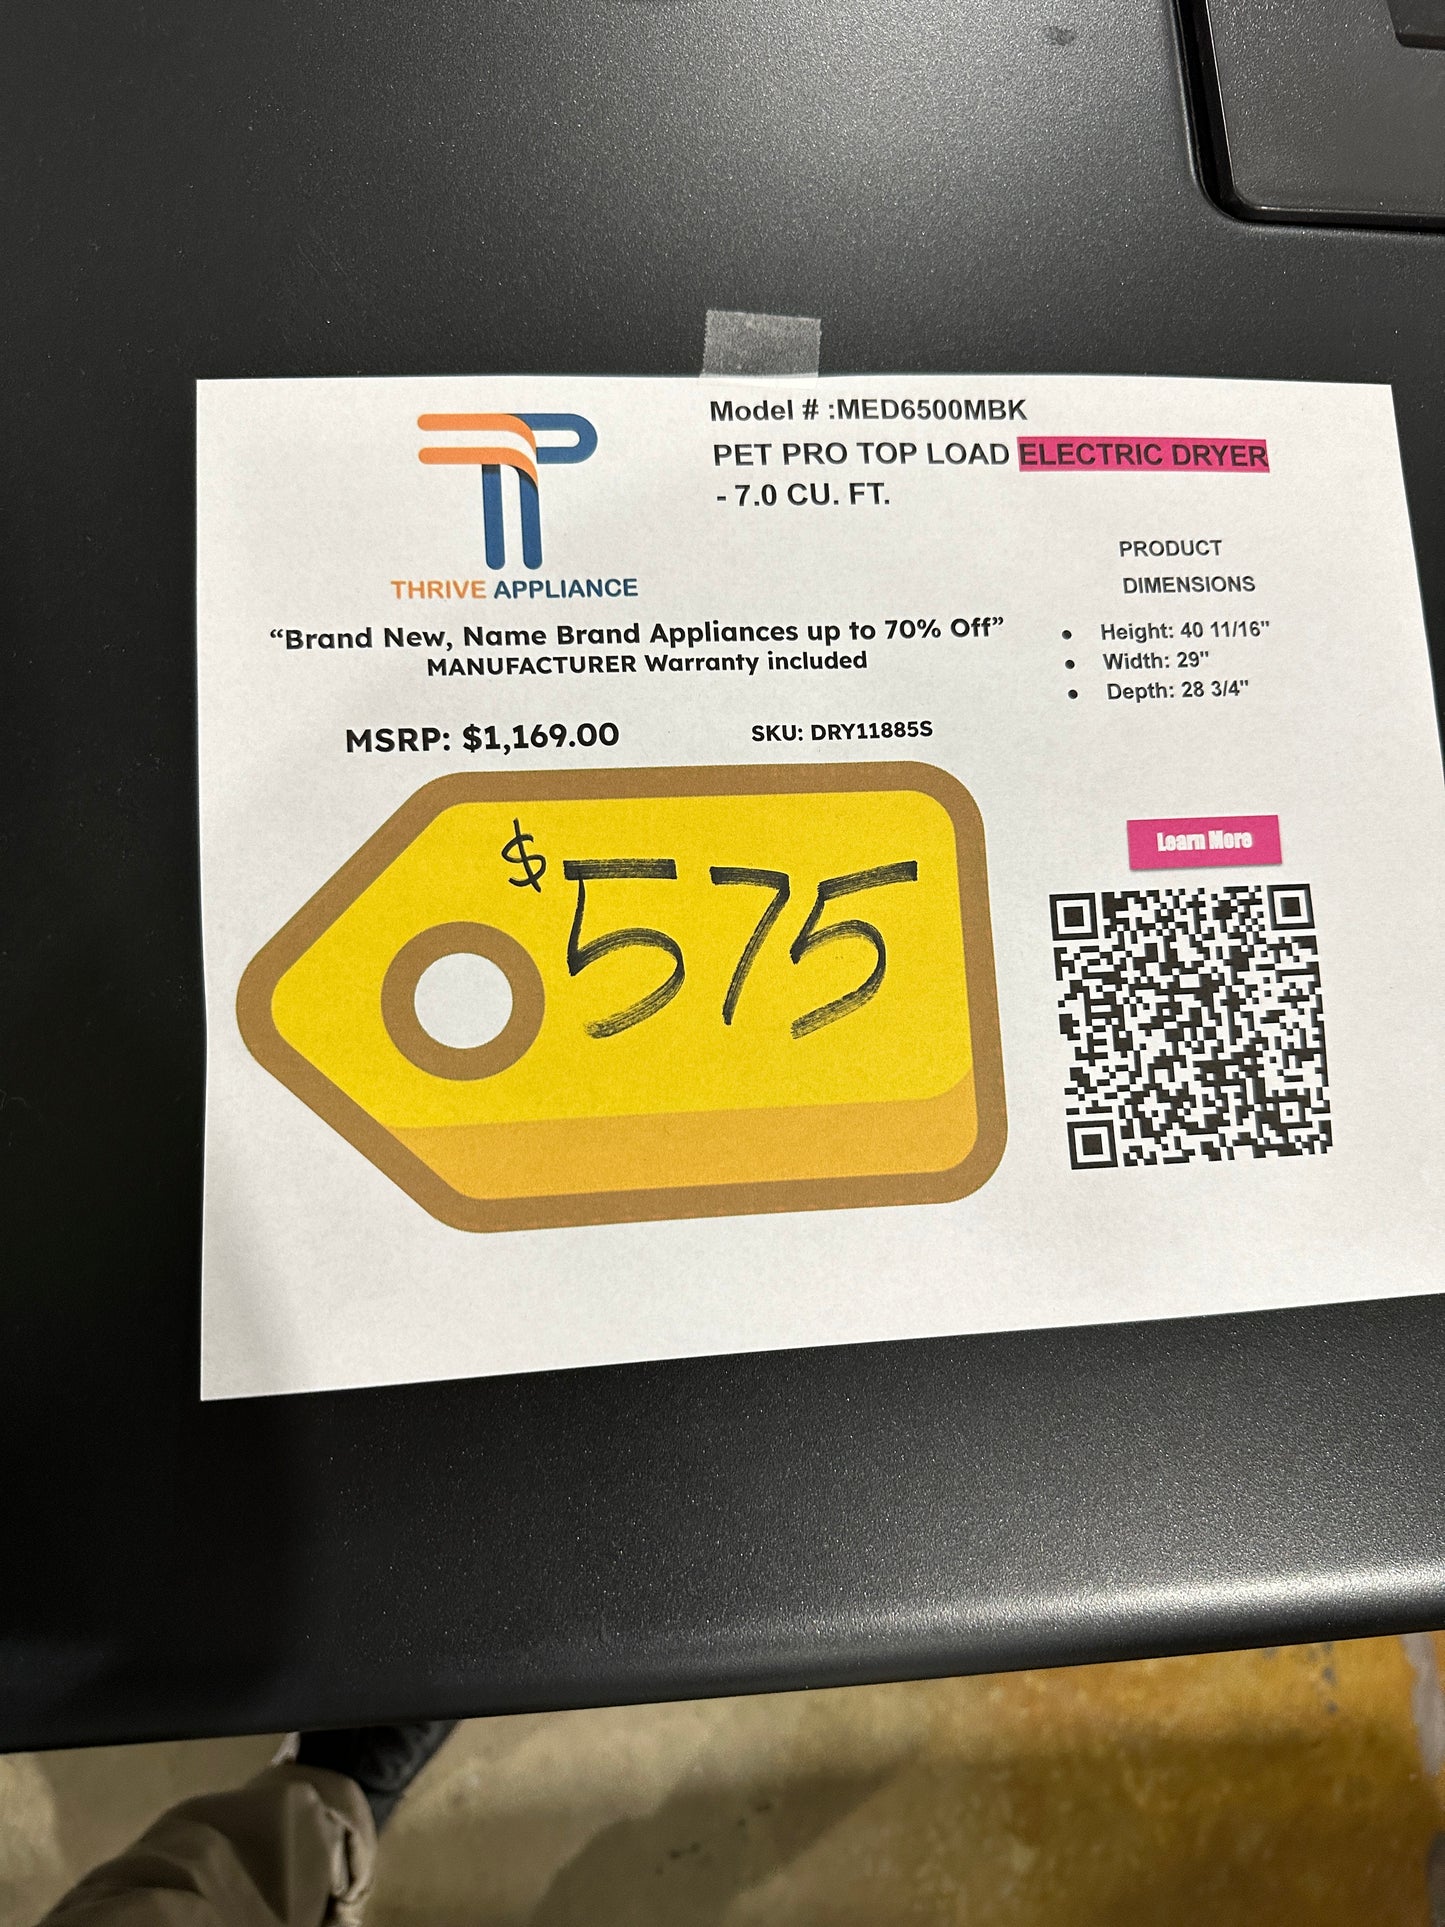 Model # :MED6500MBK
PET PRO TOP LOAD ELECTRIC DRYER
- 7.0 CU. FT.
THRIVE APPLIANCE
“Brand New, Name Brand Appliances up to 70% Off”
MANUFACTURER Warranty included
PRODUCT
DIMENSIONS
• Height: 40 11/16"
• Width: 29"
• Depth: 28 3/4"
MSRP: $1,169.00
SKU: DRY11885S
$575
Learn More